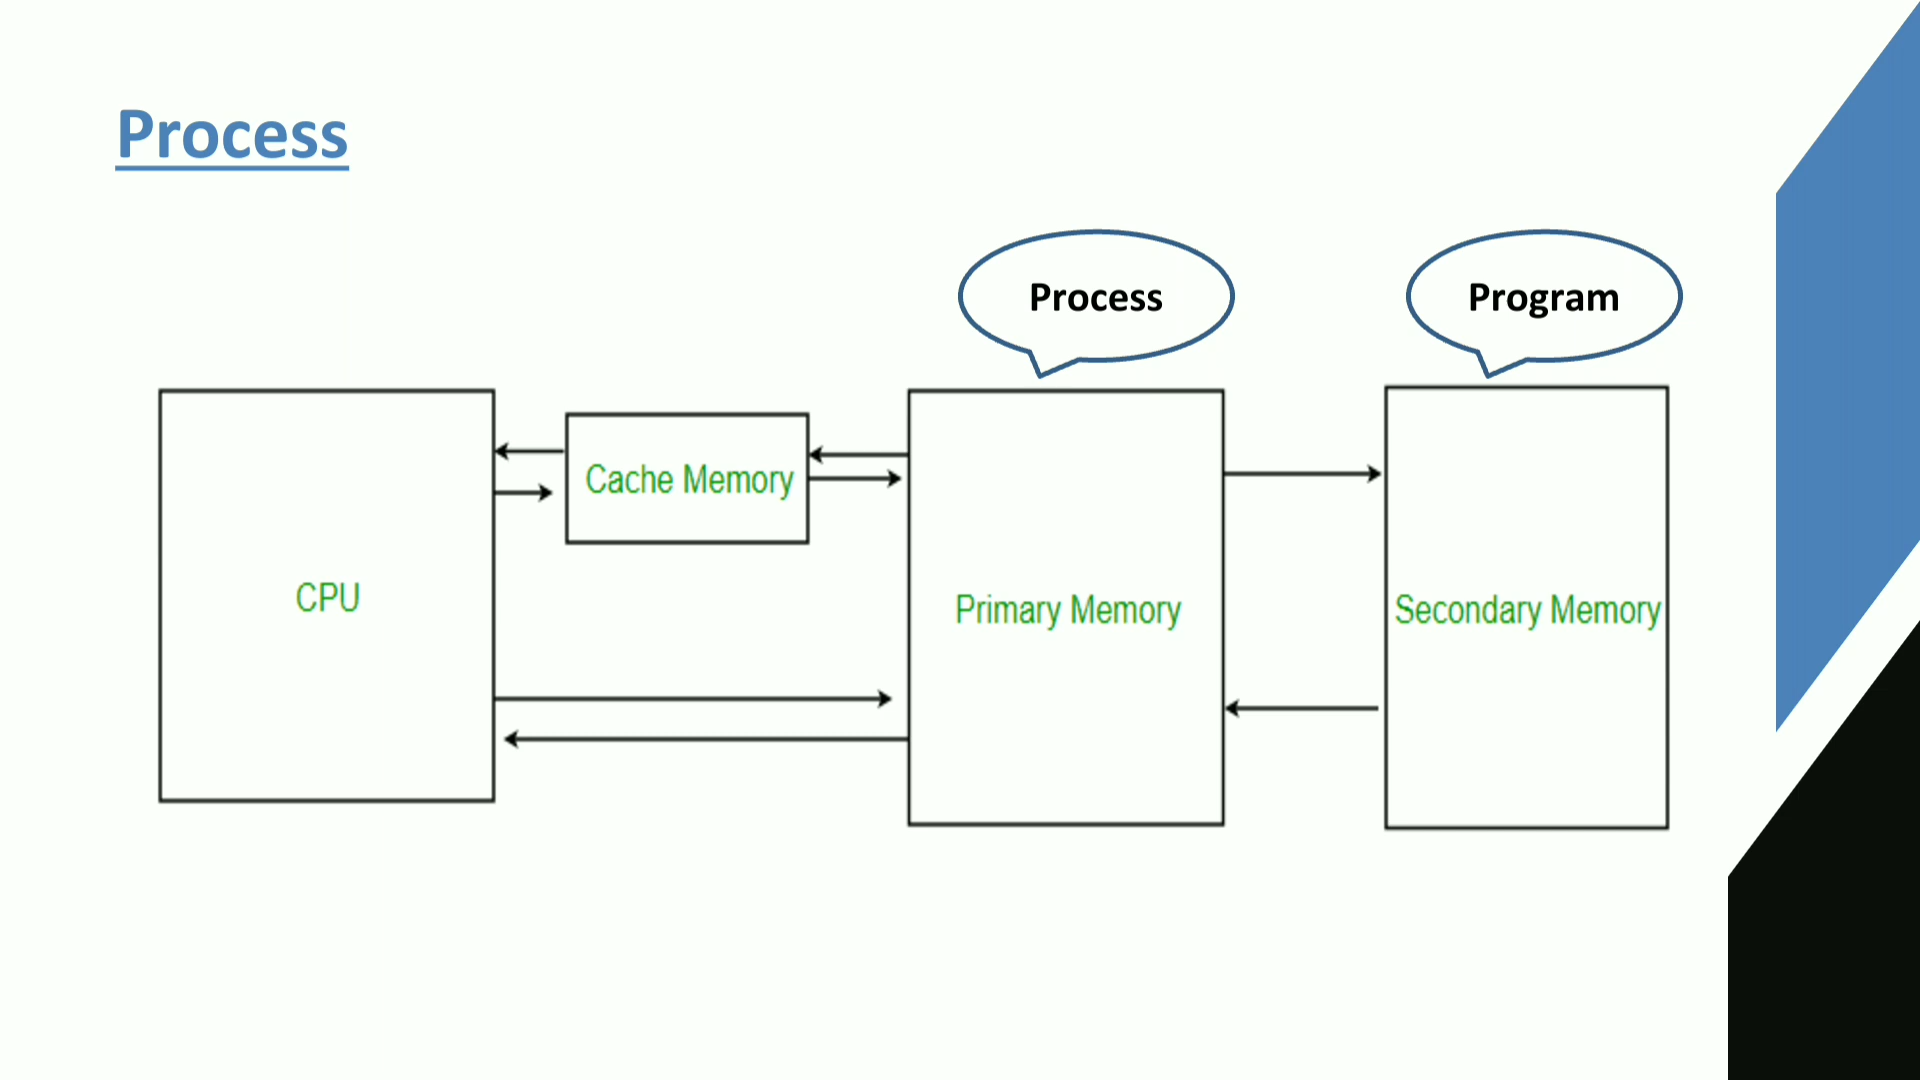 Process
Process
Program
Cache Memory
CPU
Primary Memory
Secondary Memory